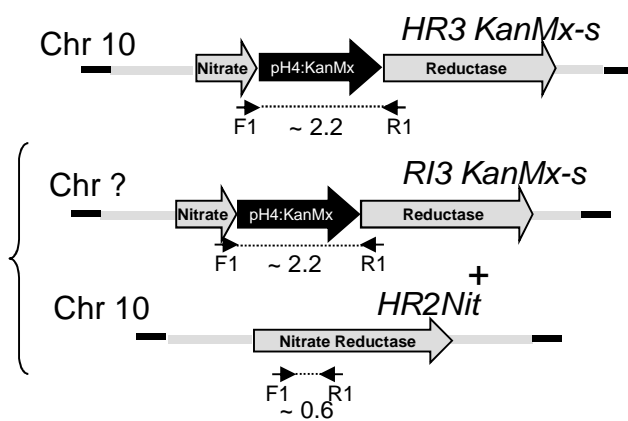 Chr 10 HR3 KanMx-s
Nitrate pH4:KanMx Reductase
F1 ~ 2.2 R1
Chr ? RI3 KanMx-s
Nitrate pH4:KanMx Reductase
F1 ~ 2.2 R1
Chr 10 HR2Nit+
Nitrate Reductase
F1 R1
~ 0.6